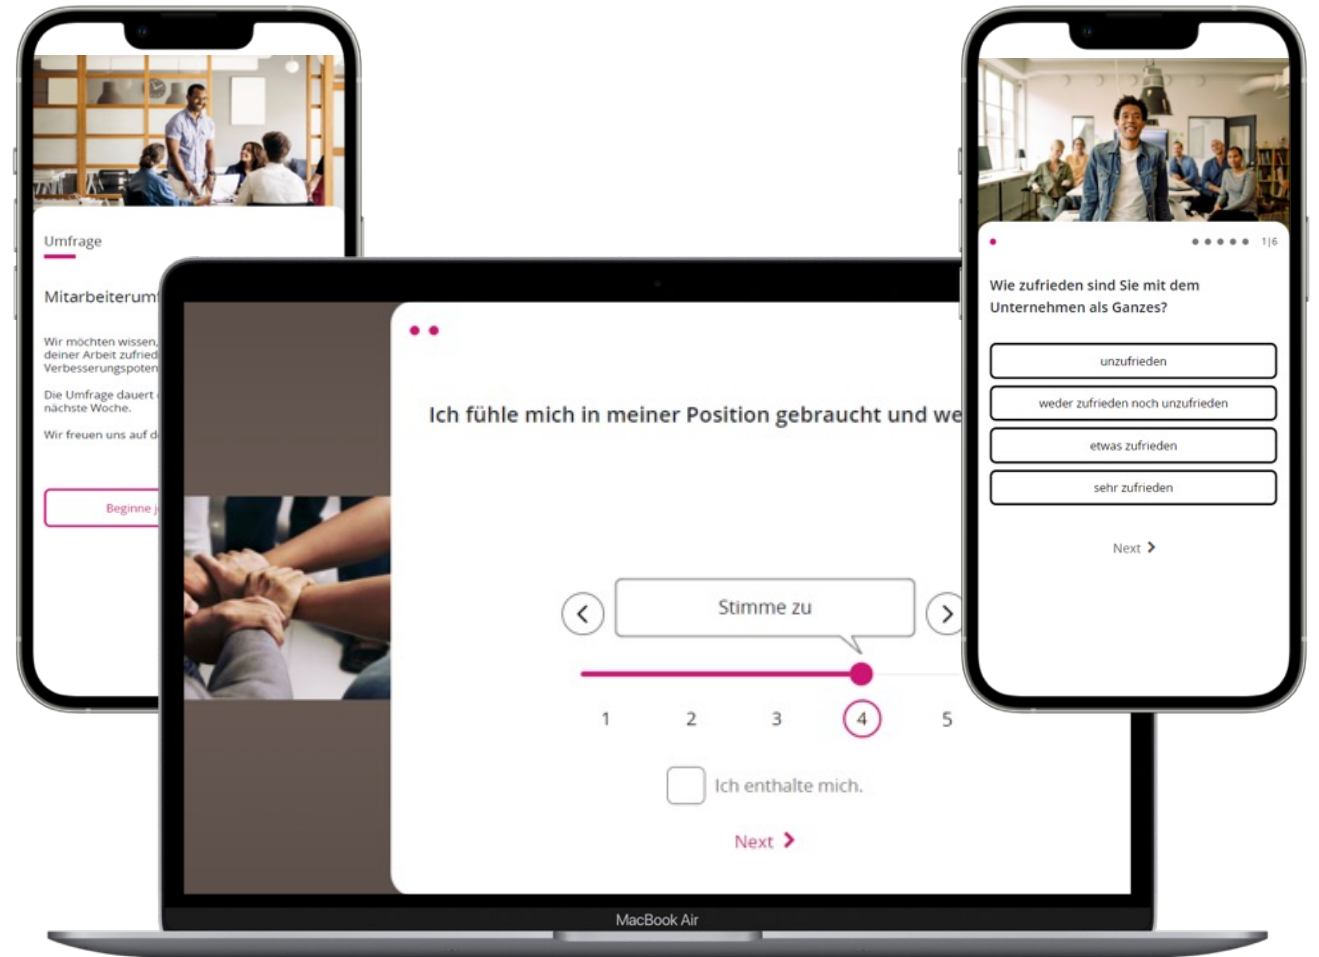 Umfrage
Mitarbeiterum
Wir möchten wissen,
deiner Arbeit zufried
Verbesserungspoten
Die Umfrage dauert
nächste Woche.
Wir freuen uns auf d
Beginne j
Ich fühle mich in meiner Position gebraucht und we
Stimme zu
1 2 3 4 5
Ich enthalte mich.
Next
MacBook Air
1|6
Wie zufrieden sind Sie mit dem
Unternehmen als Ganzes?
unzufrieden
weder zufrieden noch unzufrieden
etwas zufrieden
sehr zufrieden
Next